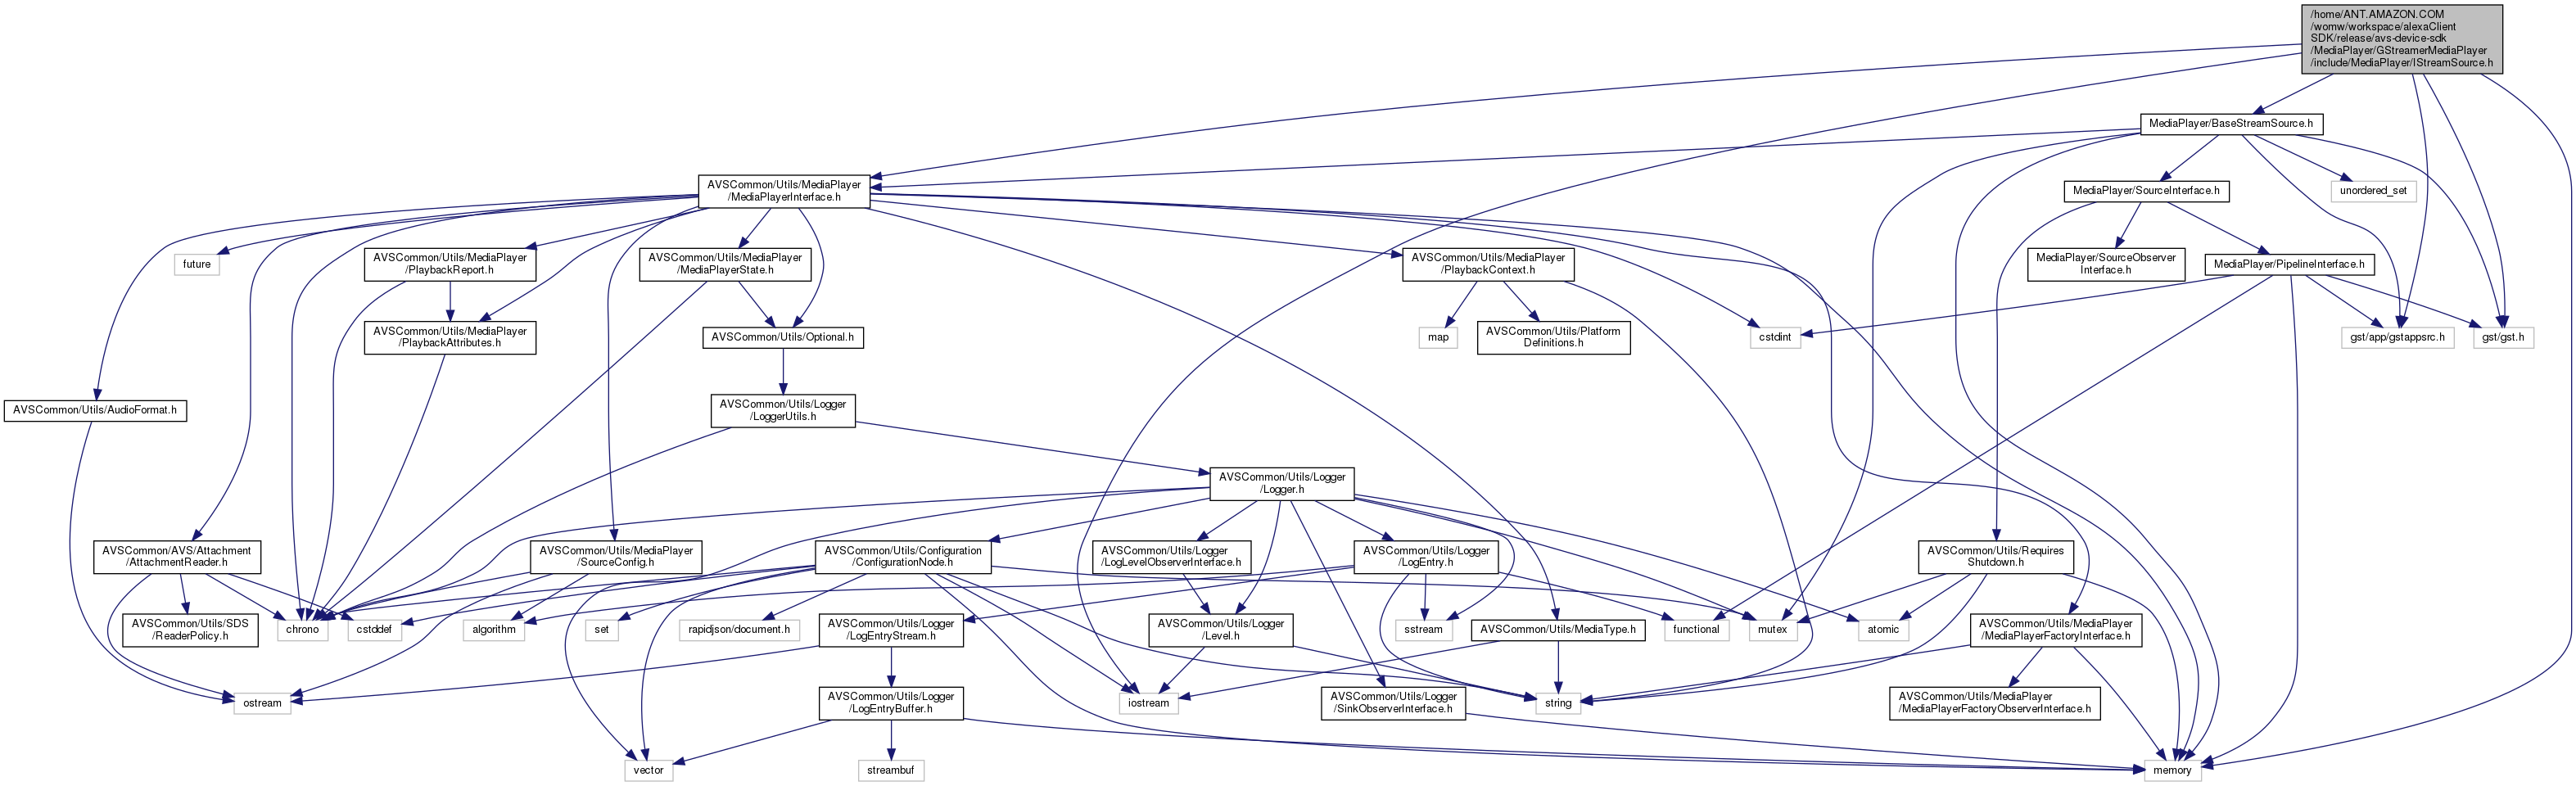 /home/ANT.AMAZON.COM
/womw/workspace/alexaClient
SDK/release/avs-device-sdk
/MediaPlayer/GStreamerMediaPlayer
/include/MediaPlayer/IStreamSource.h
MediaPlayer/BaseStreamSource.h
AVSCommon/Utils/MediaPlayer
/MediaPlayerInterface.h
MediaPlayer/SourceInterface.h
unordered_set
future
AVSCommon/Utils/MediaPlayer
/PlaybackReport.h
AVSCommon/Utils/MediaPlayer
/MediaPlayerState.h
AVSCommon/Utils/MediaPlayer
/PlaybackContext.h
MediaPlayer/SourceObserver
Interface.h
MediaPlayer/PipelineInterface.h
AVSCommon/Utils/MediaPlayer
/PlaybackAttributes.h
AVSCommon/Utils/Optional.h
map
AVSCommon/Utils/Platform
Definitions.h
cstdint
gst/app/gstappsrc.h
gst/gst.h
AVSCommon/Utils/AudioFormat.h
AVSCommon/Utils/Logger
/LoggerUtils.h
AVSCommon/Utils/Logger
/Logger.h
AVSCommon/AVS/Attachment
/AttachmentReader.h
AVSCommon/Utils/MediaPlayer
/SourceConfig.h
AVSCommon/Utils/Configuration
/ConfigurationNode.h
AVSCommon/Utils/Logger
/LogLevelObserverInterface.h
AVSCommon/Utils/Logger
/LogEntry.h
AVSCommon/Utils/Requires
Shutdown.h
AVSCommon/Utils/SDS
/ReaderPolicy.h
chrono
cstddef
algorithm
set
rapidjson/document.h
AVSCommon/Utils/Logger
/LogEntryStream.h
AVSCommon/Utils/Logger
/Level.h
sstream
AVSCommon/Utils/MediaType.h
functional
mutex
atomic
AVSCommon/Utils/MediaPlayer
/MediaPlayerFactoryInterface.h
ostream
AVSCommon/Utils/Logger
/LogEntryBuffer.h
iostream
AVSCommon/Utils/Logger
/SinkObserverInterface.h
string
AVSCommon/Utils/MediaPlayer
/MediaPlayerFactoryObserverInterface.h
vector
streambuf
memory